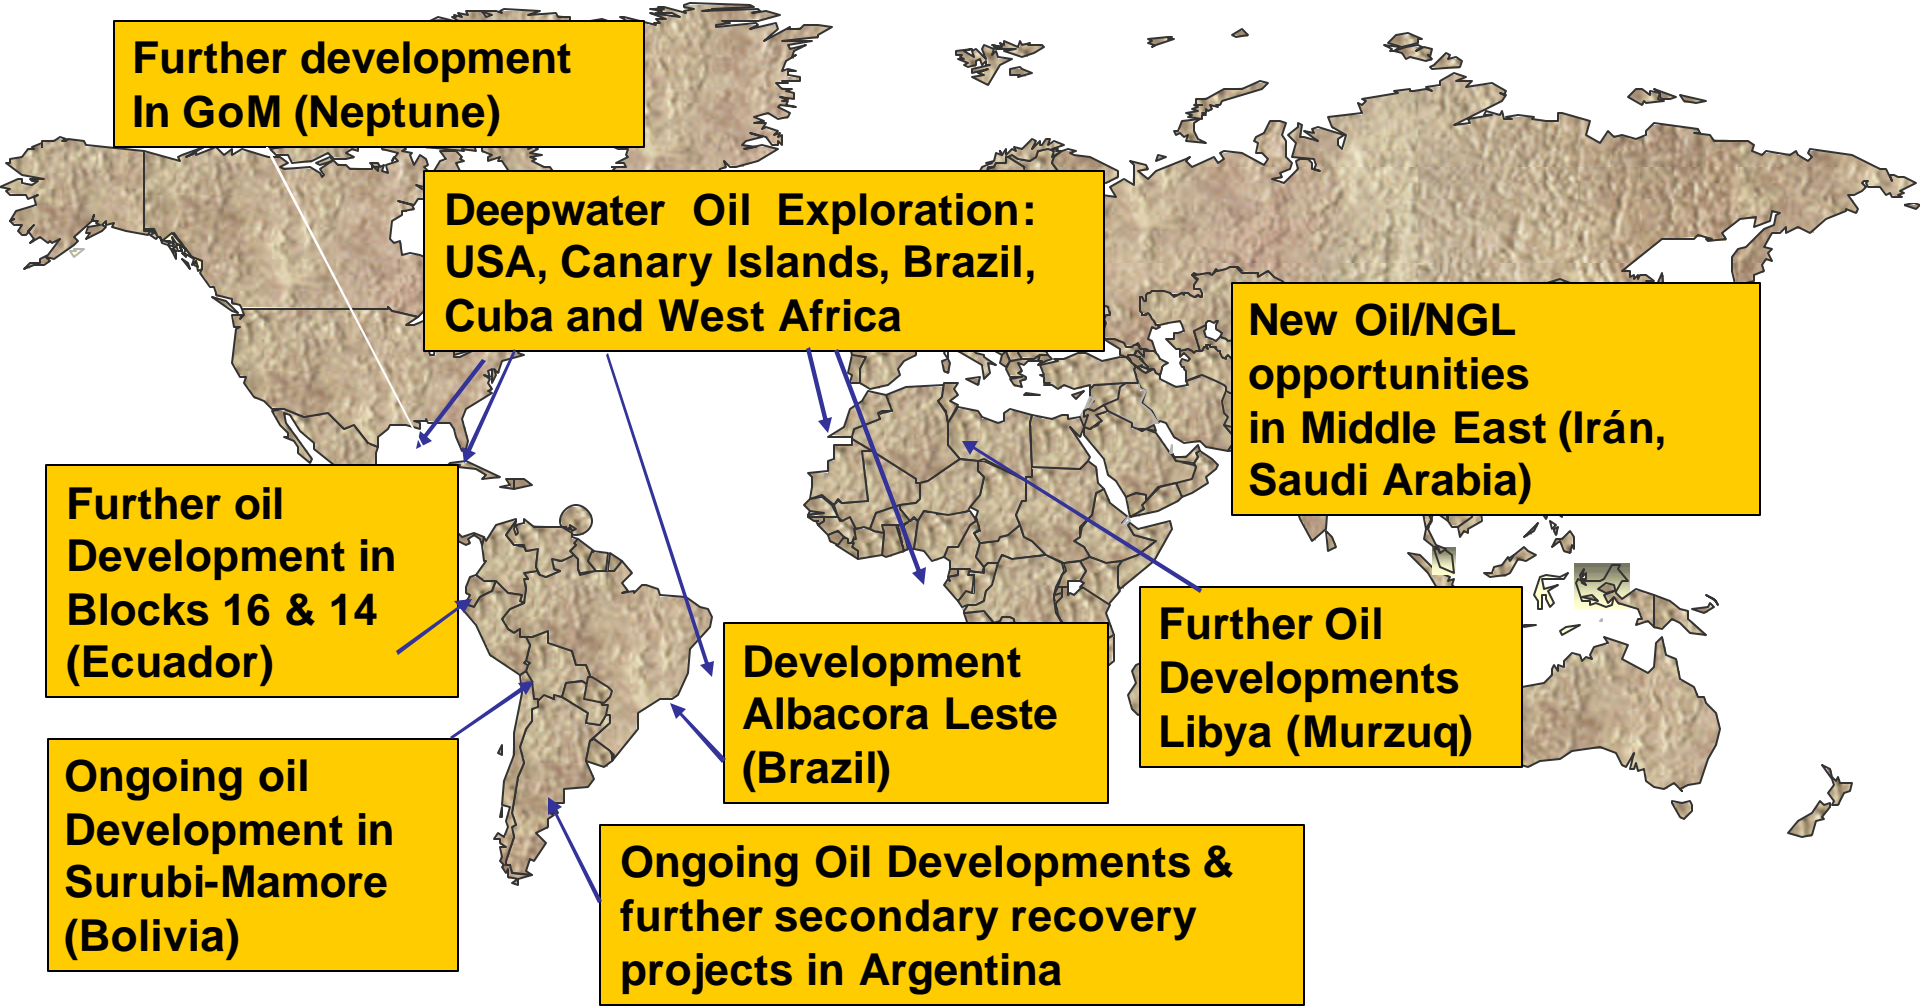 Further development
In GoM (Neptune)
Deepwater Oil Exploration:
USA, Canary Islands, Brazil,
Cuba and West Africa
New Oil/NGL
opportunities
in Middle East (Irán,
Saudi Arabia)
Further oil
Development in
Blocks 16 & 14
(Ecuador)
Development
Albacora Leste
(Brazil)
Further Oil
Developments
Libya (Murzuq)
Ongoing oil
Development in
Surubi-Mamore
(Bolivia)
Ongoing Oil Developments &
further secondary recovery
projects in Argentina